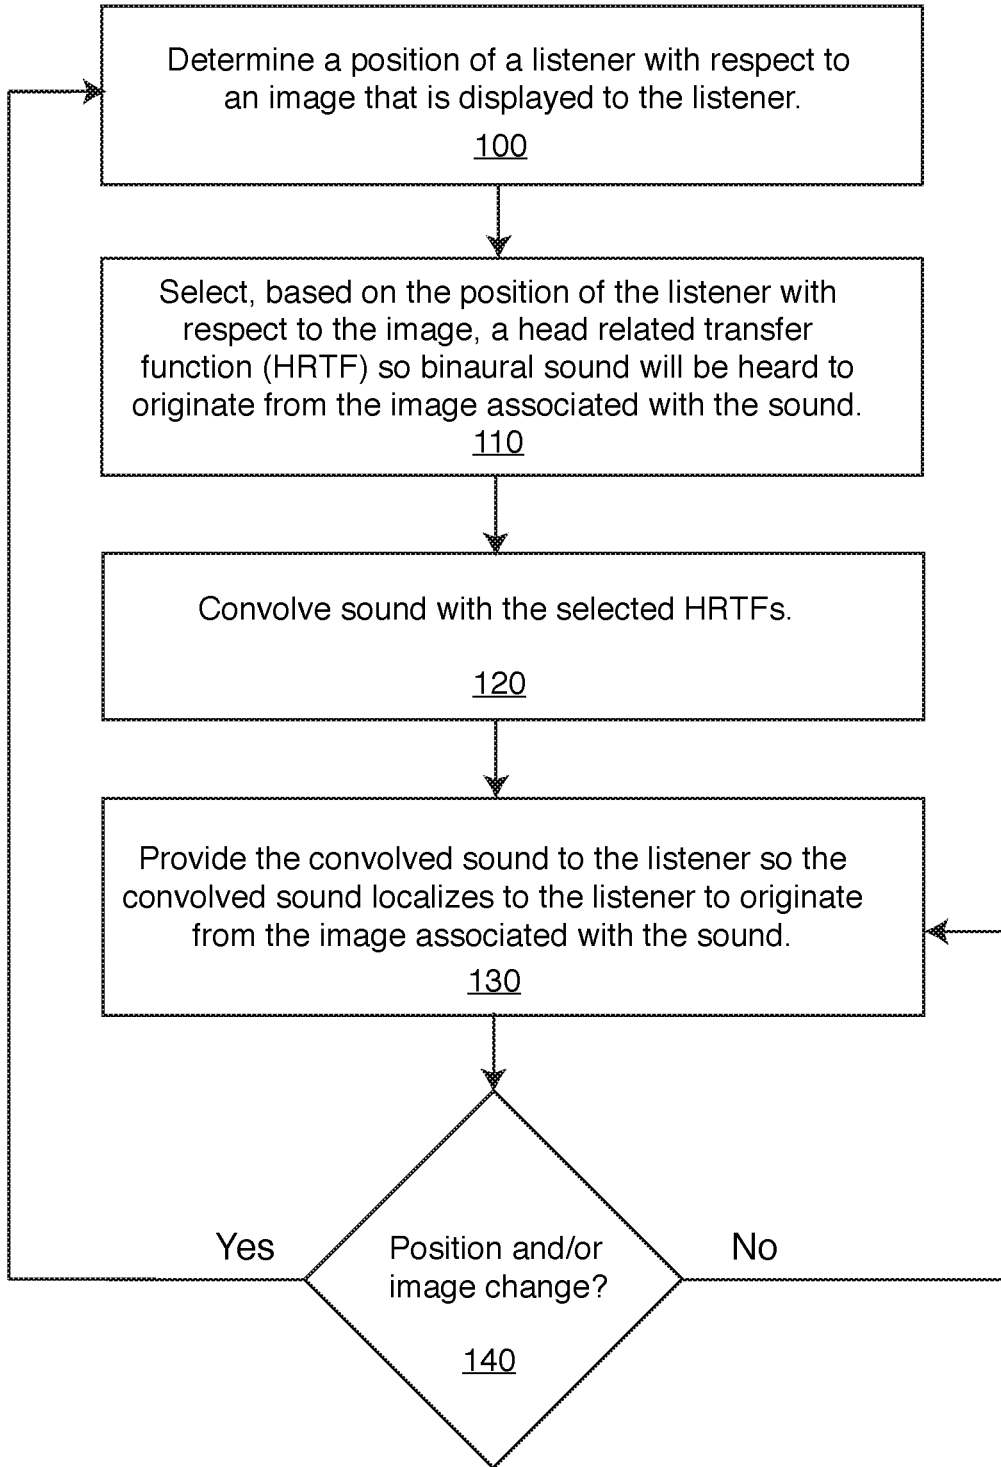 Determine a position of a listener with respect to
an image that is displayed to the listener.
100
Select, based on the position of the listener with
respect to the image, a head related transfer
function (HRTF) so binaural sound will be heard to
originate from the image associated with the sound.
110
Convolve sound with the selected HRTFs.
120
Provide the convolved sound to the listener so the
convolved sound localizes to the listener to originate
from the image associated with the sound.
130
Yes
No
Position and/or
image change?
140